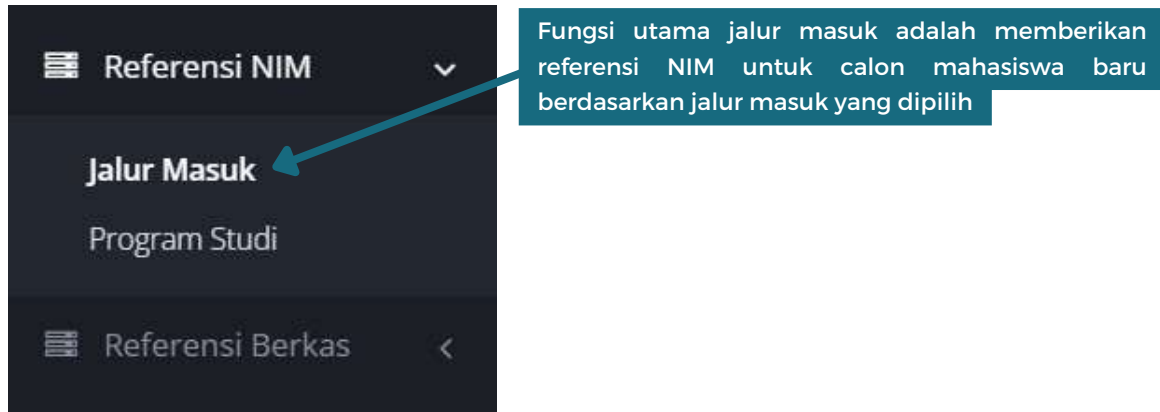 Referensi NIM
Jalur Masuk
Program Studi
Referensi Berkas
Fungsi utama jalur masuk adalah memberikan
referensi NIM untuk calon mahasiswa baru
berdasarkan jalur masuk yang dipilih